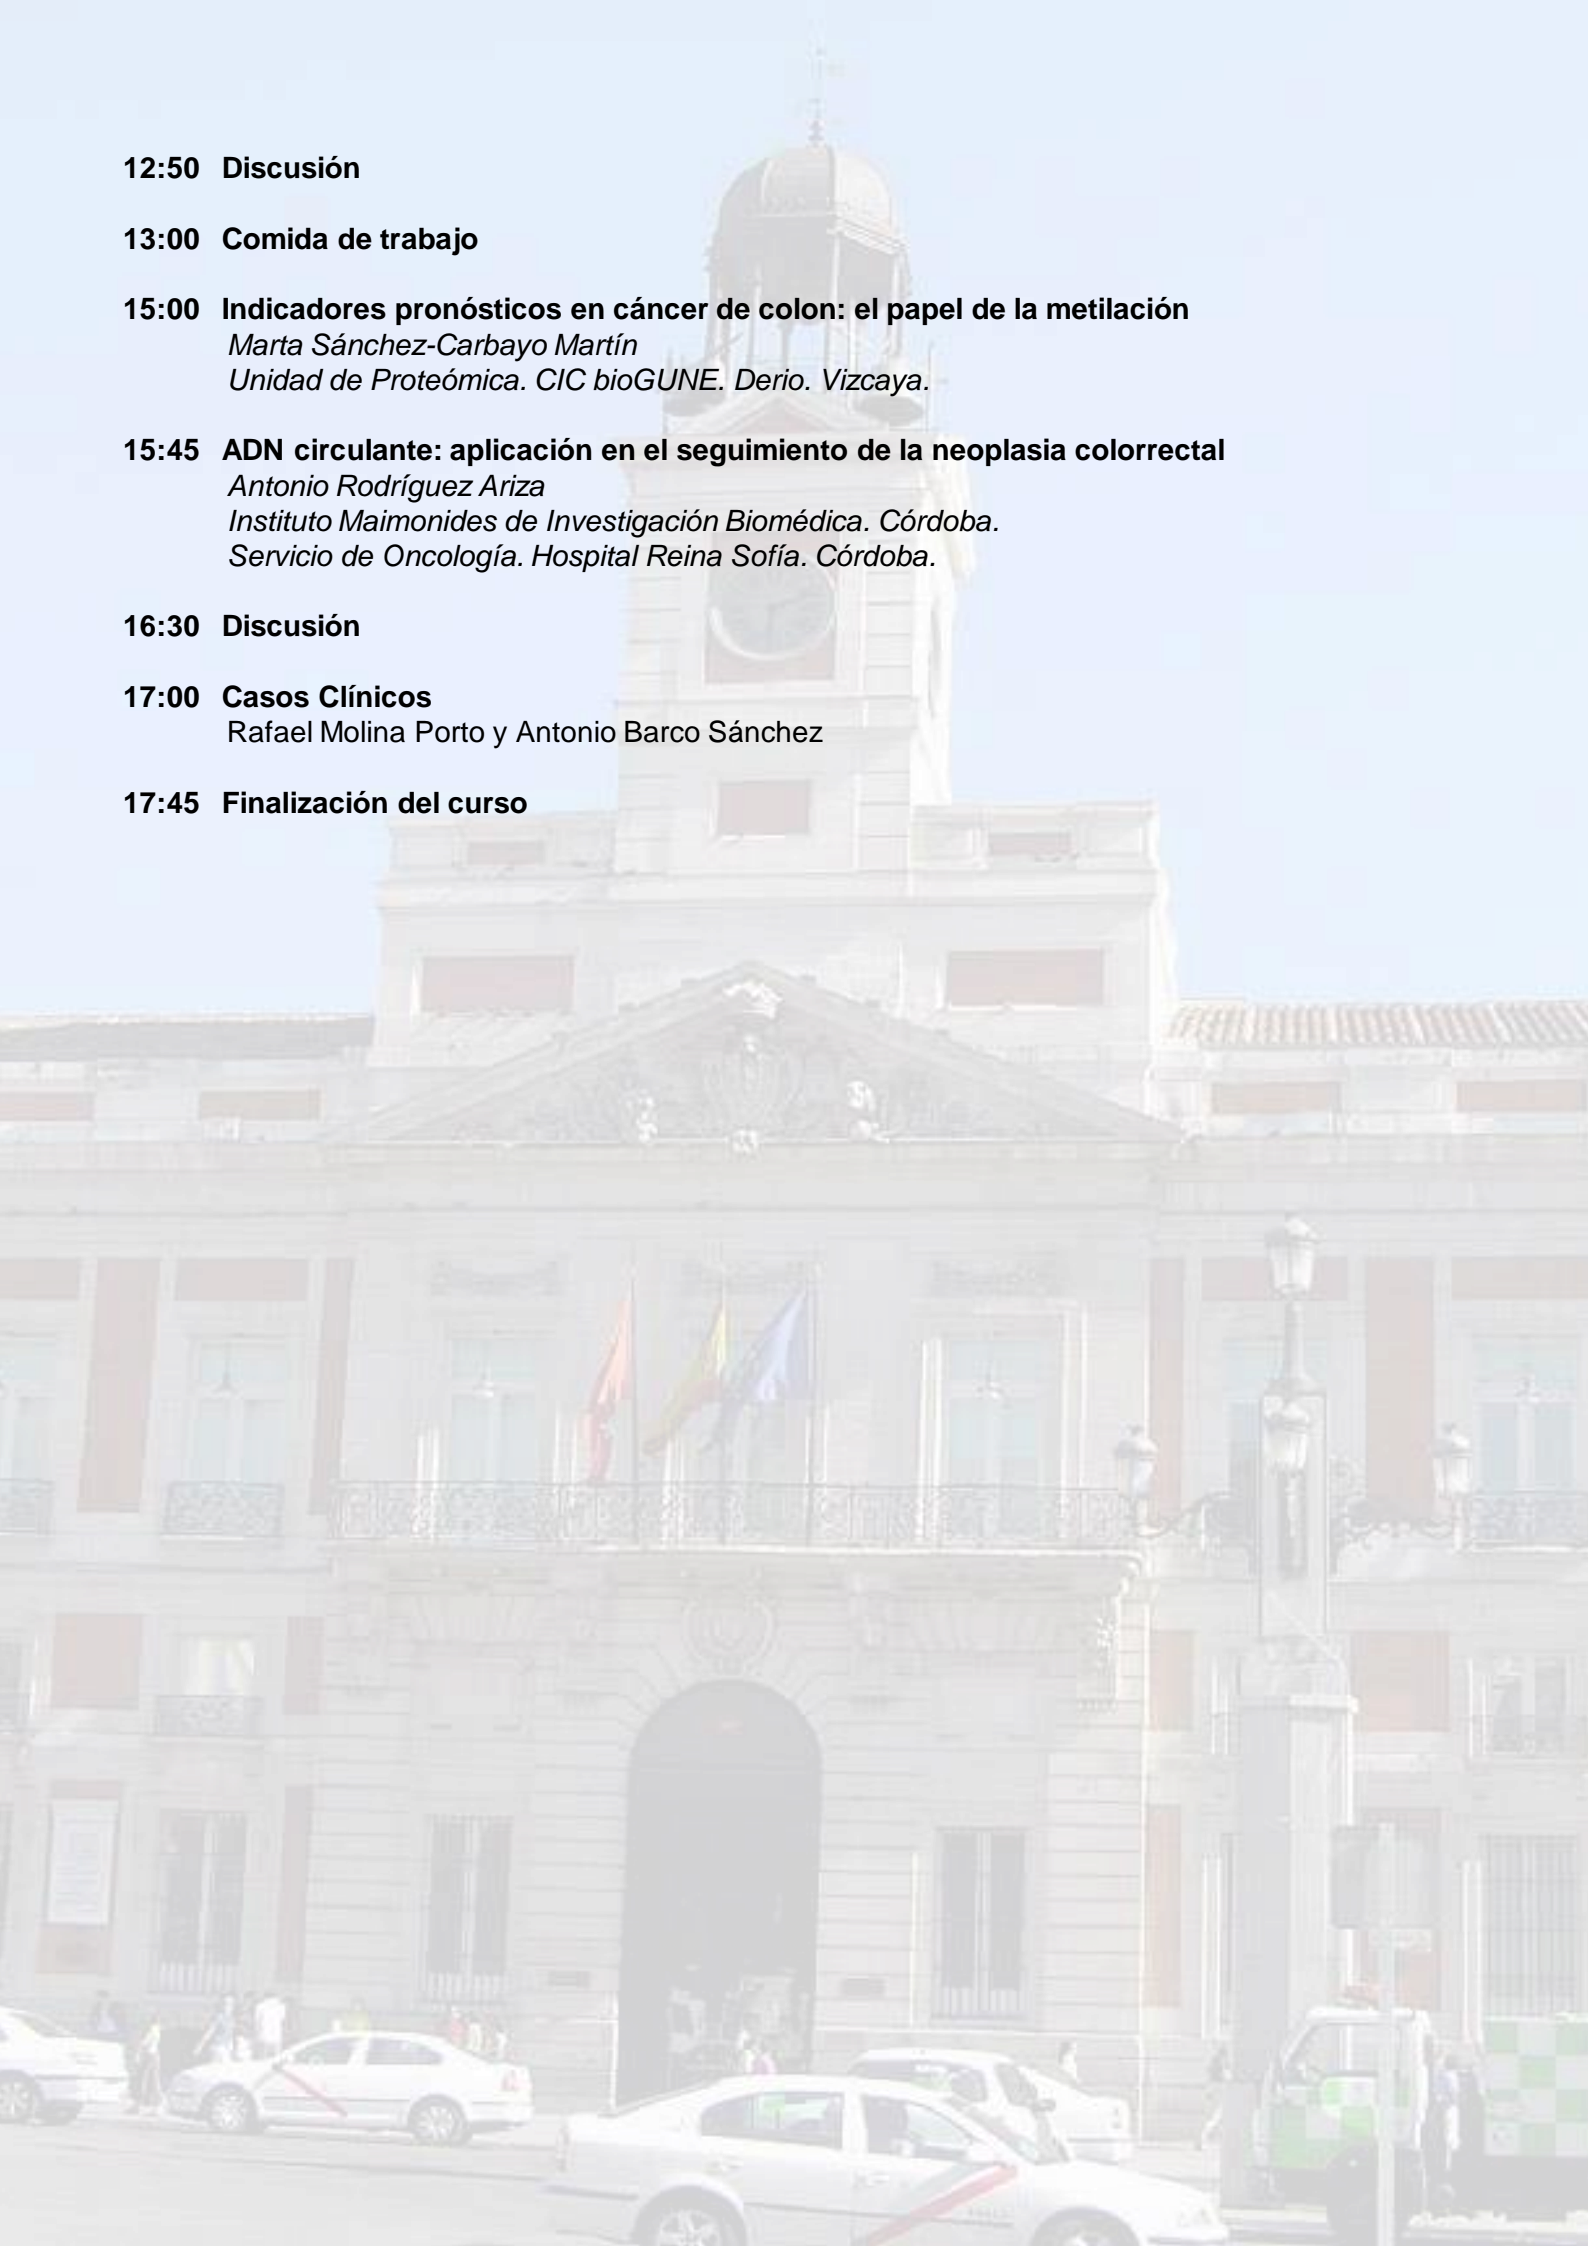 12:50 Discusión
13:00 Comida de trabajo
15:00 Indicadores pronósticos en cáncer de colon: el papel de la metilación
Marta Sánchez-Carbayo Martín
Unidad de Proteómica. CIC bioGUNE. Derio. Vizcaya.
15:45 ADN circulante: aplicación en el seguimiento de la neoplasia colorrectal
Antonio Rodríguez Ariza
Instituto Maimonides de Investigación Biomédica. Córdoba.
Servicio de Oncología. Hospital Reina Sofía. Córdoba.
16:30 Discusión
17:00 Casos Clínicos
Rafael Molina Porto y Antonio Barco Sánchez
17:45 Finalización del curso